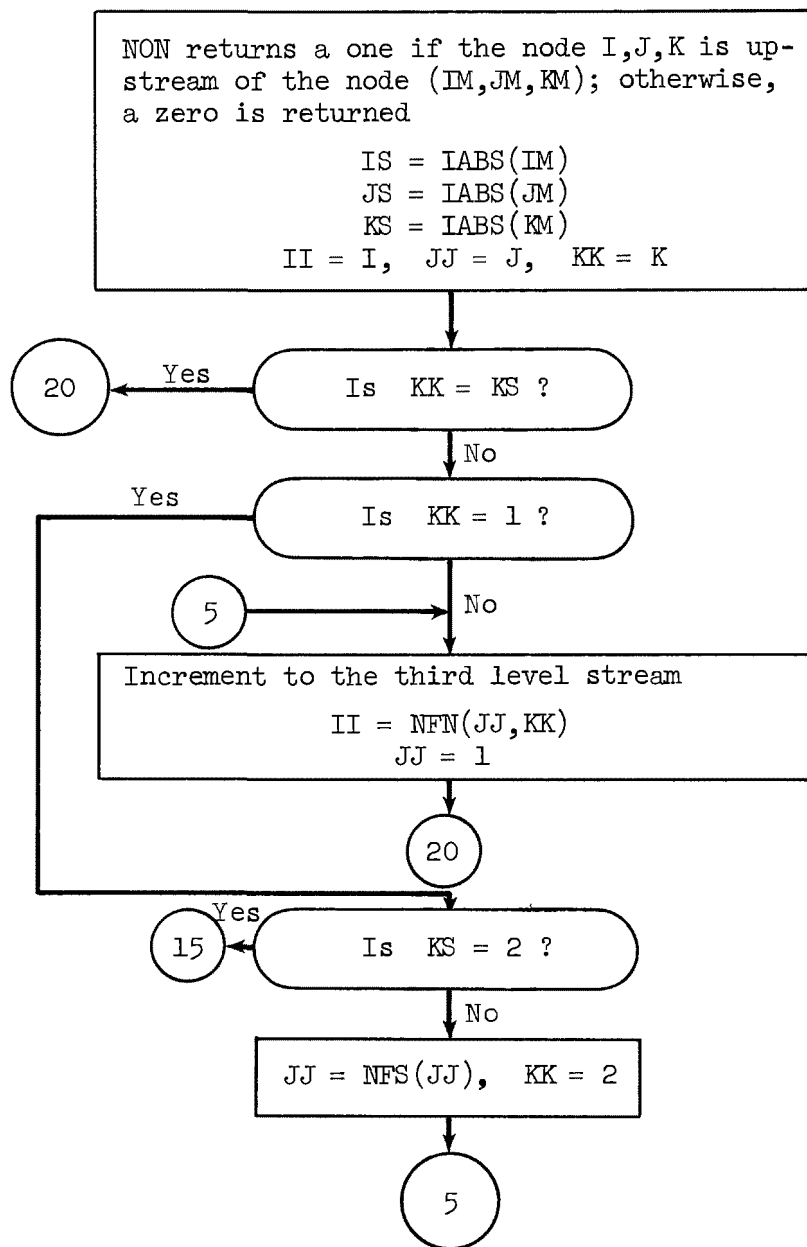 NON returns a one if the node I,J,K is up-
stream of the node (IM,JM,KM); otherwise,
a zero is returned
IS = IABS(IM)
JS = IABS(JM)
KS = IABS(KM)
II = I, JJ = J, KK = K
20
Yes
Is KK = KS ?
No
Yes
Is KK = 1 ?
5
No
Increment to the third level stream
II = NFN(JJ,KK)
JJ = 1
20
Yes
15
Is KS = 2 ?
No
JJ = NFS(JJ), KK = 2
5